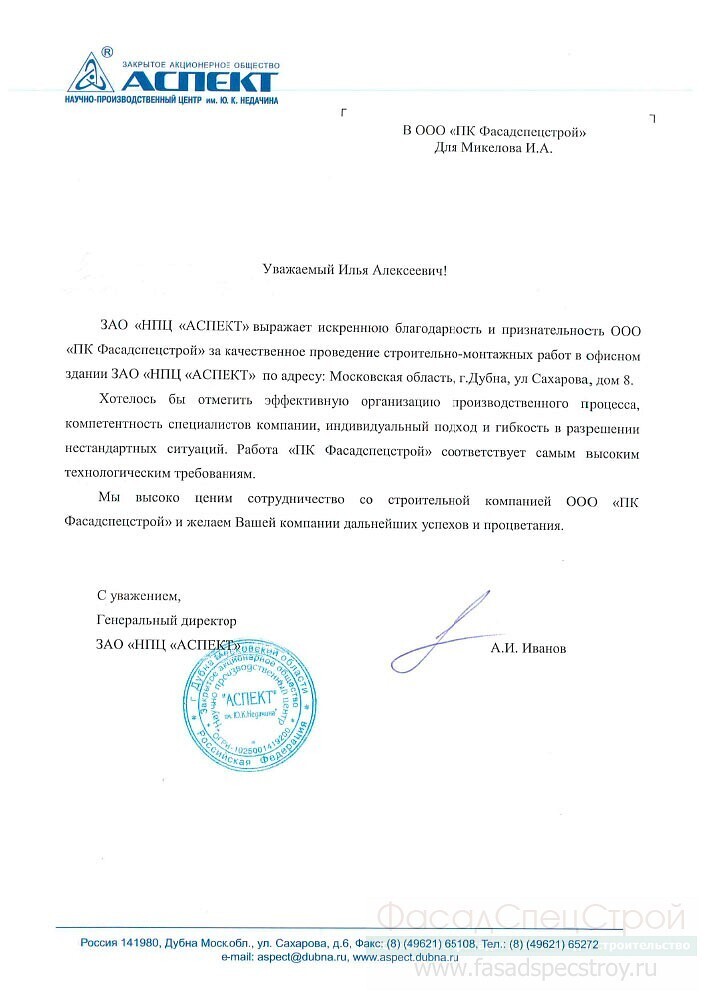 ®
ЗАКРЫТОЕ АКЦИОНЕРНОЕ ОБЩЕСТВО
АСПЕКТ
НАУЧНО-ПРОИЗВОДСТВЕННЫЙ ЦЕНТР им. Ю. К. НЕДАЧИНА
В ООО «ПК Фасадспецстрой»
Для Микелова И.А.
Уважаемый Илья Алексеевич!
ЗАО «НПЦ «АСПЕКТ» выражает искреннюю благодарность и признательность ООО
«ПК Фасадспецстрой» за качественное проведение строительно-монтажных работ в офисном
здании ЗАО «НПЦ «АСПЕКТ» по адресу: Московская область, г.Дубна, ул Сахарова, дом 8.
Хотелось бы отметить эффективную организацию производственного процесса,
компетентность специалистов компании, индивидуальный подход и гибкость в разрешении
нестандартных ситуаций. Работа «ПК Фасадспецстрой» соответствует самым высоким
технологическим требованиям.
Мы высоко ценим сотрудничество со строительной компанией ООО «ПК
Фасадспецстрой» и желаем Вашей компании дальнейших успехов и процветания.
С уважением,
Генеральный директор
ЗАО «НПЦ «АСПЕКТ»
А.И. Иванов
г. Дубна Московской области
Закрытое акционерное общество
Научно производственный центр
"АСПЕКТ"
им. Ю.К.Недачина
Российская Федерация
ФасадСпецСтрой
строительство
www.fasadspecstroy.ru
Россия 141980, Дубна Моск.обл., ул. Сахарова, д.6, Факс: (8) (49621) 65108, Тел.: (8) (49621) 65272
e-mail: aspect@dubna.ru, www.aspect.dubna.ru